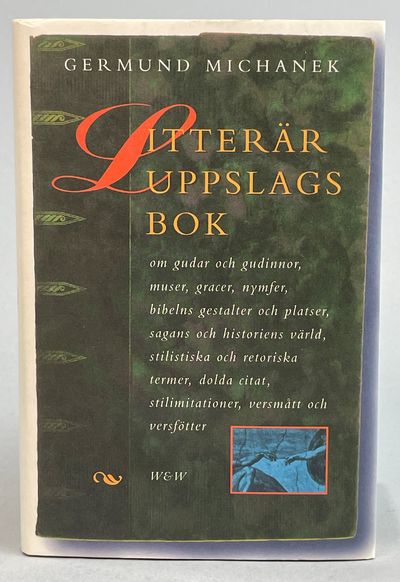 GERMUND MICHANEK
LITTERÄR
UPPSLAGS
BOK
om gudar och gudinnor,
muser, gracer, nymfer,
bibelns gestalter och platser,
sagans och historiens värld,
stilistiska och retoriska
termer, dolda citat,
stilimitationer, versmått och
versfötter
W&W